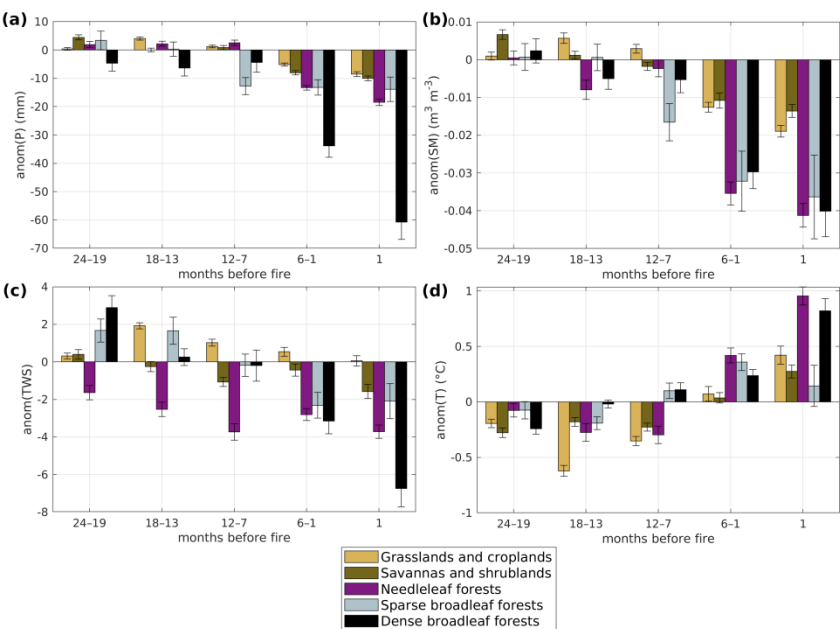 (a)
anom(P) (mm)
10
0
-10
-20
-30
-40
-50
-60
-70
24–19
18–13
12–7
6–1
1
months before fire
(b)
anom(SM) (m³ m⁻³)
0.01
0
-0.01
-0.02
-0.03
-0.04
-0.05
24–19
18–13
12–7
6–1
1
months before fire
(c)
anom(TWS)
4
2
0
-2
-4
-6
-8
24–19
18–13
12–7
6–1
1
months before fire
(d)
anom(T) (°C)
1
0.5
0
-0.5
-1
24–19
18–13
12–7
6–1
1
months before fire
Grasslands and croplands
Savannas and shrublands
Needleleaf forests
Sparse broadleaf forests
Dense broadleaf forests